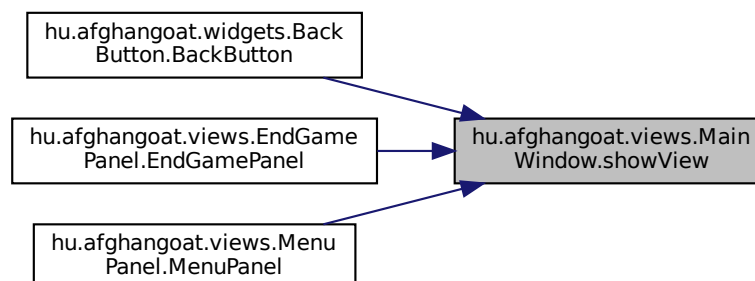 hu.afghangoat.widgets.Back
Button.BackButton
hu.afghangoat.views.EndGame
Panel.EndGamePanel
hu.afghangoat.views.Main
Window.showView
hu.afghangoat.views.Menu
Panel.MenuPanel